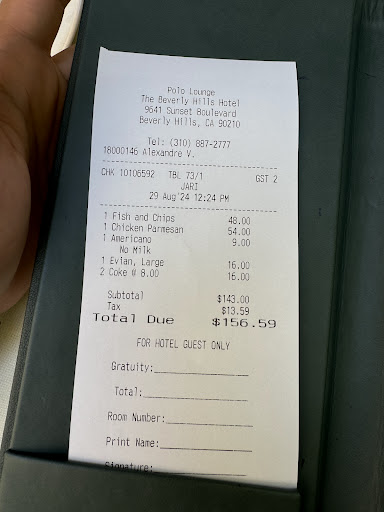 Polo Lounge
The Beverly Hills Hotel
9641 Sunset Boulevard
Beverly Hills, CA 90210
Tel: (310) 887-2777
18000146 Alexandre V.
CHK 10106592 TBL 73/1 GST 2
JARI
29 Aug'24 12:24 PM
1 Fish and Chips 48.00
1 Chicken Parmesan 54.00
1 Americano 9.00
No Milk
1 Evian, Large 16.00
2 Coke @ 8.00 16.00
Subtotal $143.00
Tax $13.59
Total Due $156.59
FOR HOTEL GUEST ONLY
Gratuity:
Total:
Room Number:
Print Name:
Signature: